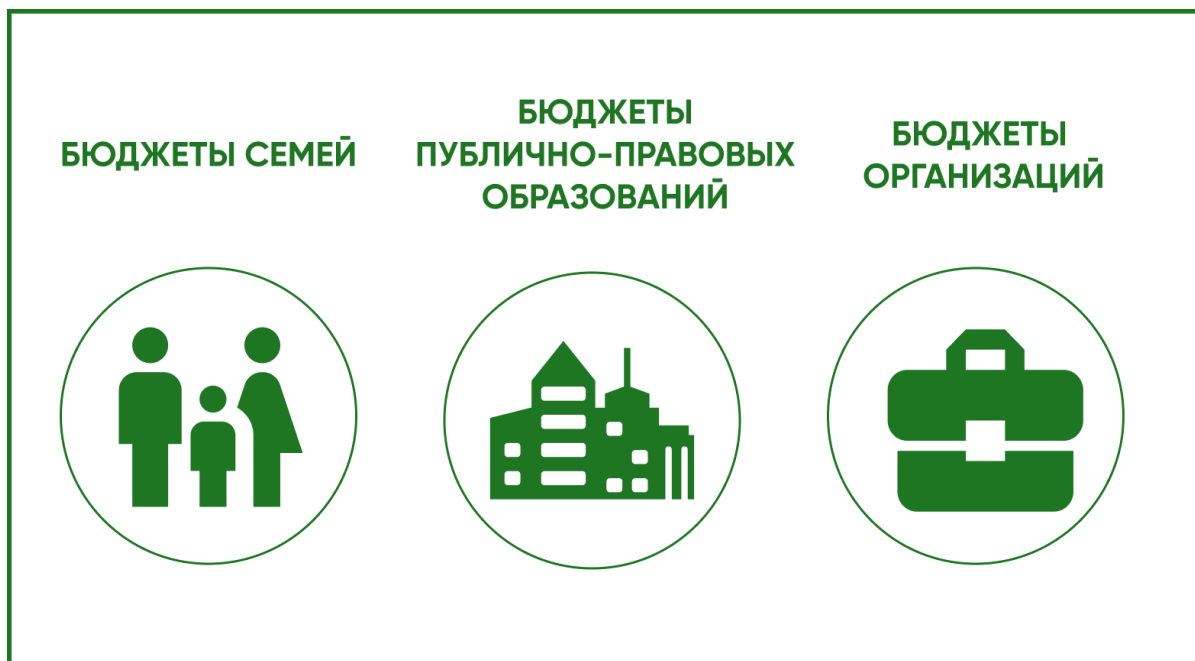 БЮДЖЕТЫ СЕМЕЙ
БЮДЖЕТЫ
ПУБЛИЧНО-ПРАВОВЫХ
ОБРАЗОВАНИЙ
БЮДЖЕТЫ
ОРГАНИЗАЦИЙ